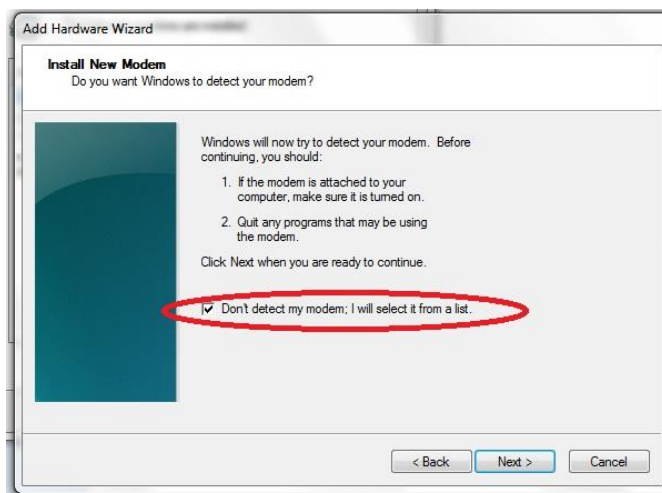 Add Hardware Wizard
Install New Modem
Do you want Windows to detect your modem?
Windows will now try to detect your modem. Before
continuing, you should:
1. If the modem is attached to your
computer, make sure it is turned on.
2. Quit any programs that may be using
the modem.
Click Next when you are ready to continue.
Don't detect my modem; I will select it from a list.
< Back Next > Cancel